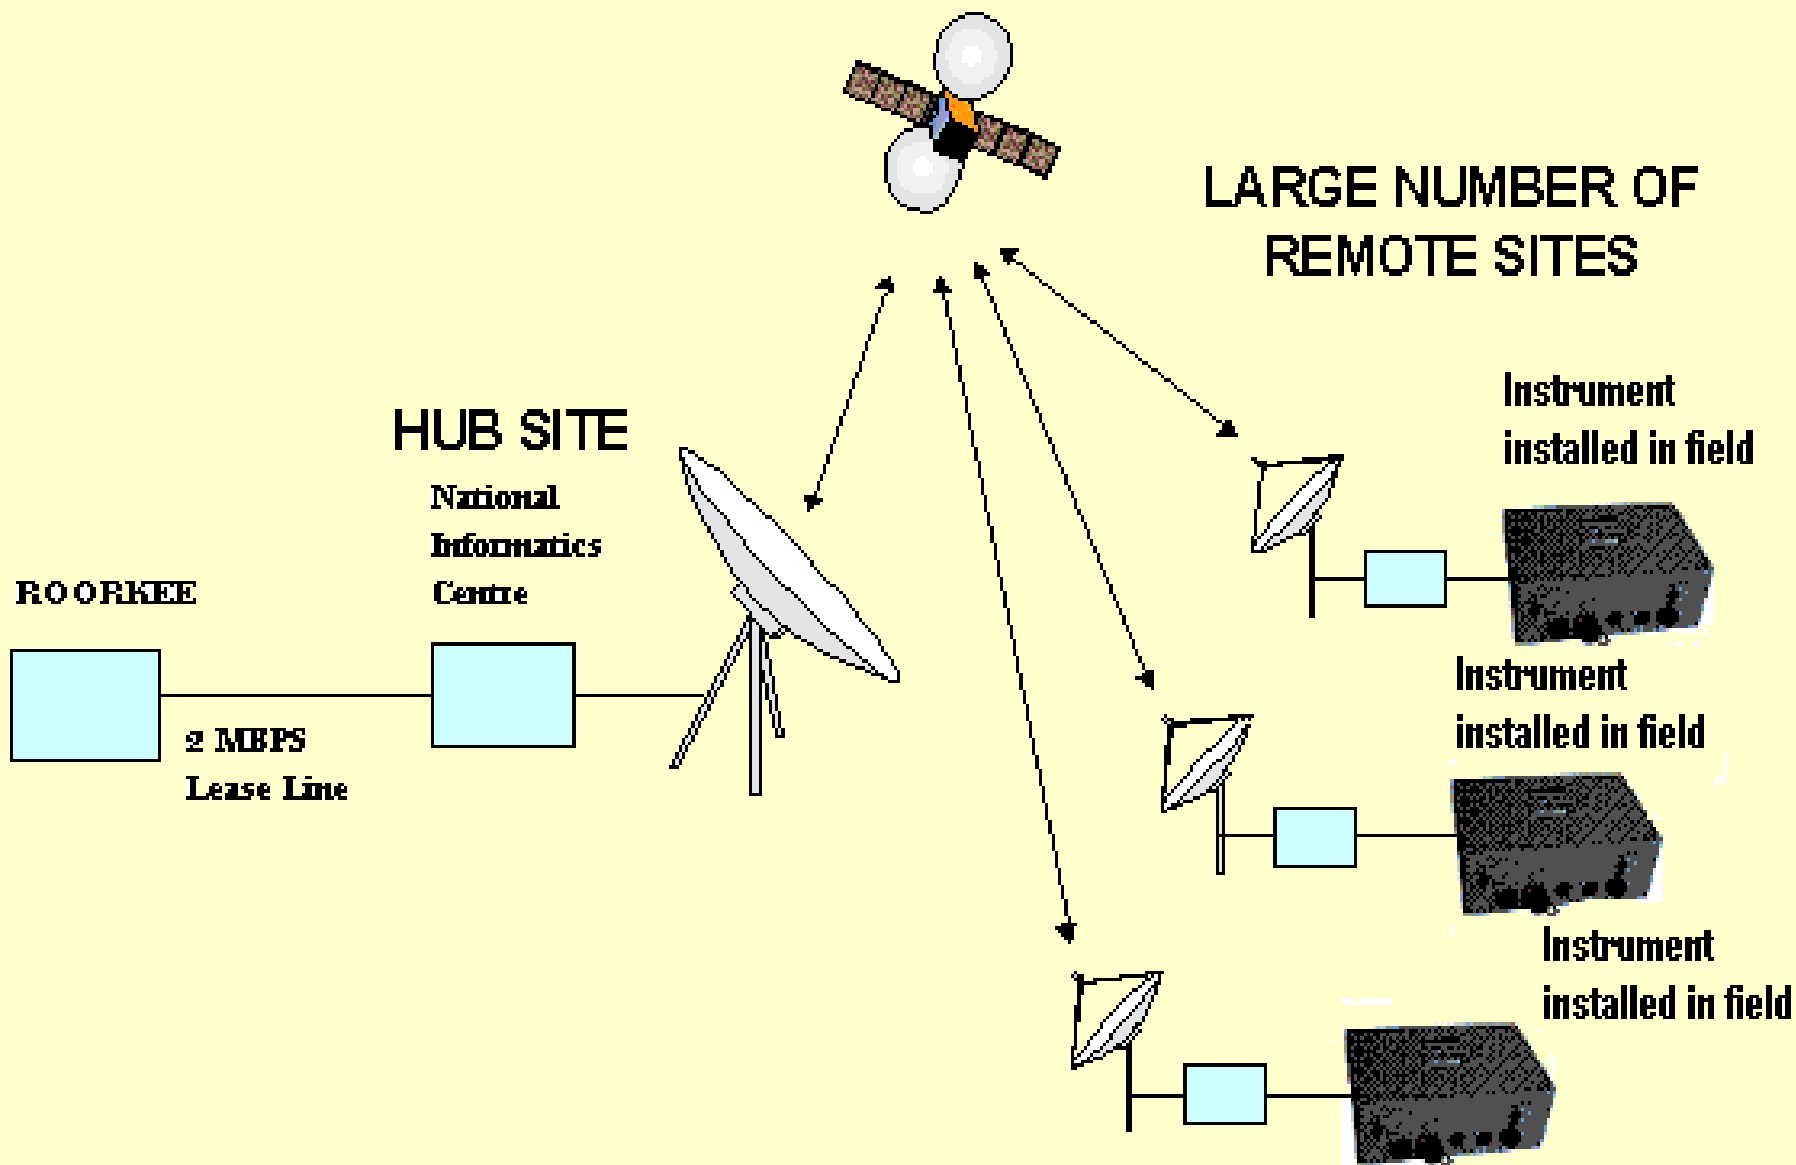 LARGE NUMBER OF
REMOTE SITES
HUB SITE
National
Informatics
Centre
ROORKEE
2 MBPS
Lease Line
Instrument
installed in field
Instrument
installed in field
Instrument
installed in field